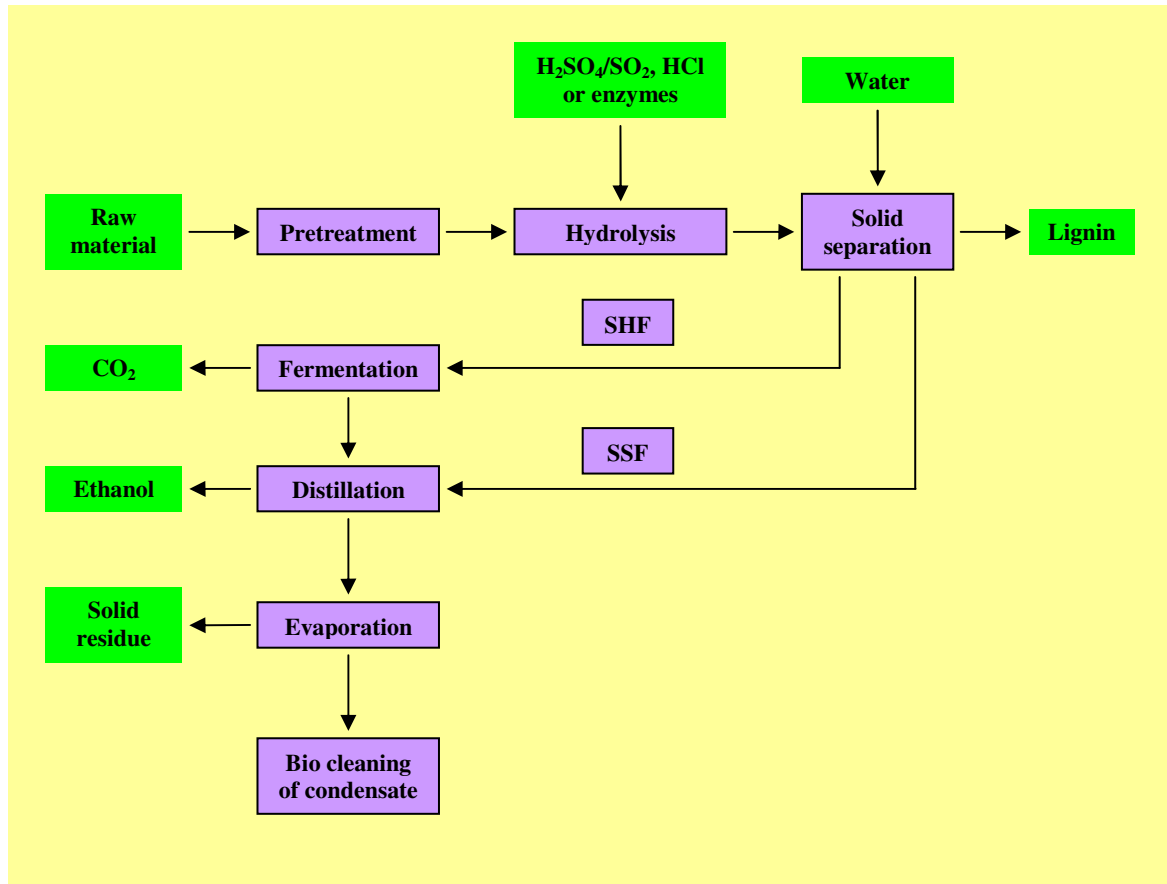 H₂SO₄/SO₂, HCl
or enzymes
Water
Raw
material
Pretreatment
Hydrolysis
Solid
separation
Lignin
SHF
CO₂
Fermentation
SSF
Ethanol
Distillation
Solid
residue
Evaporation
Bio cleaning
of condensate